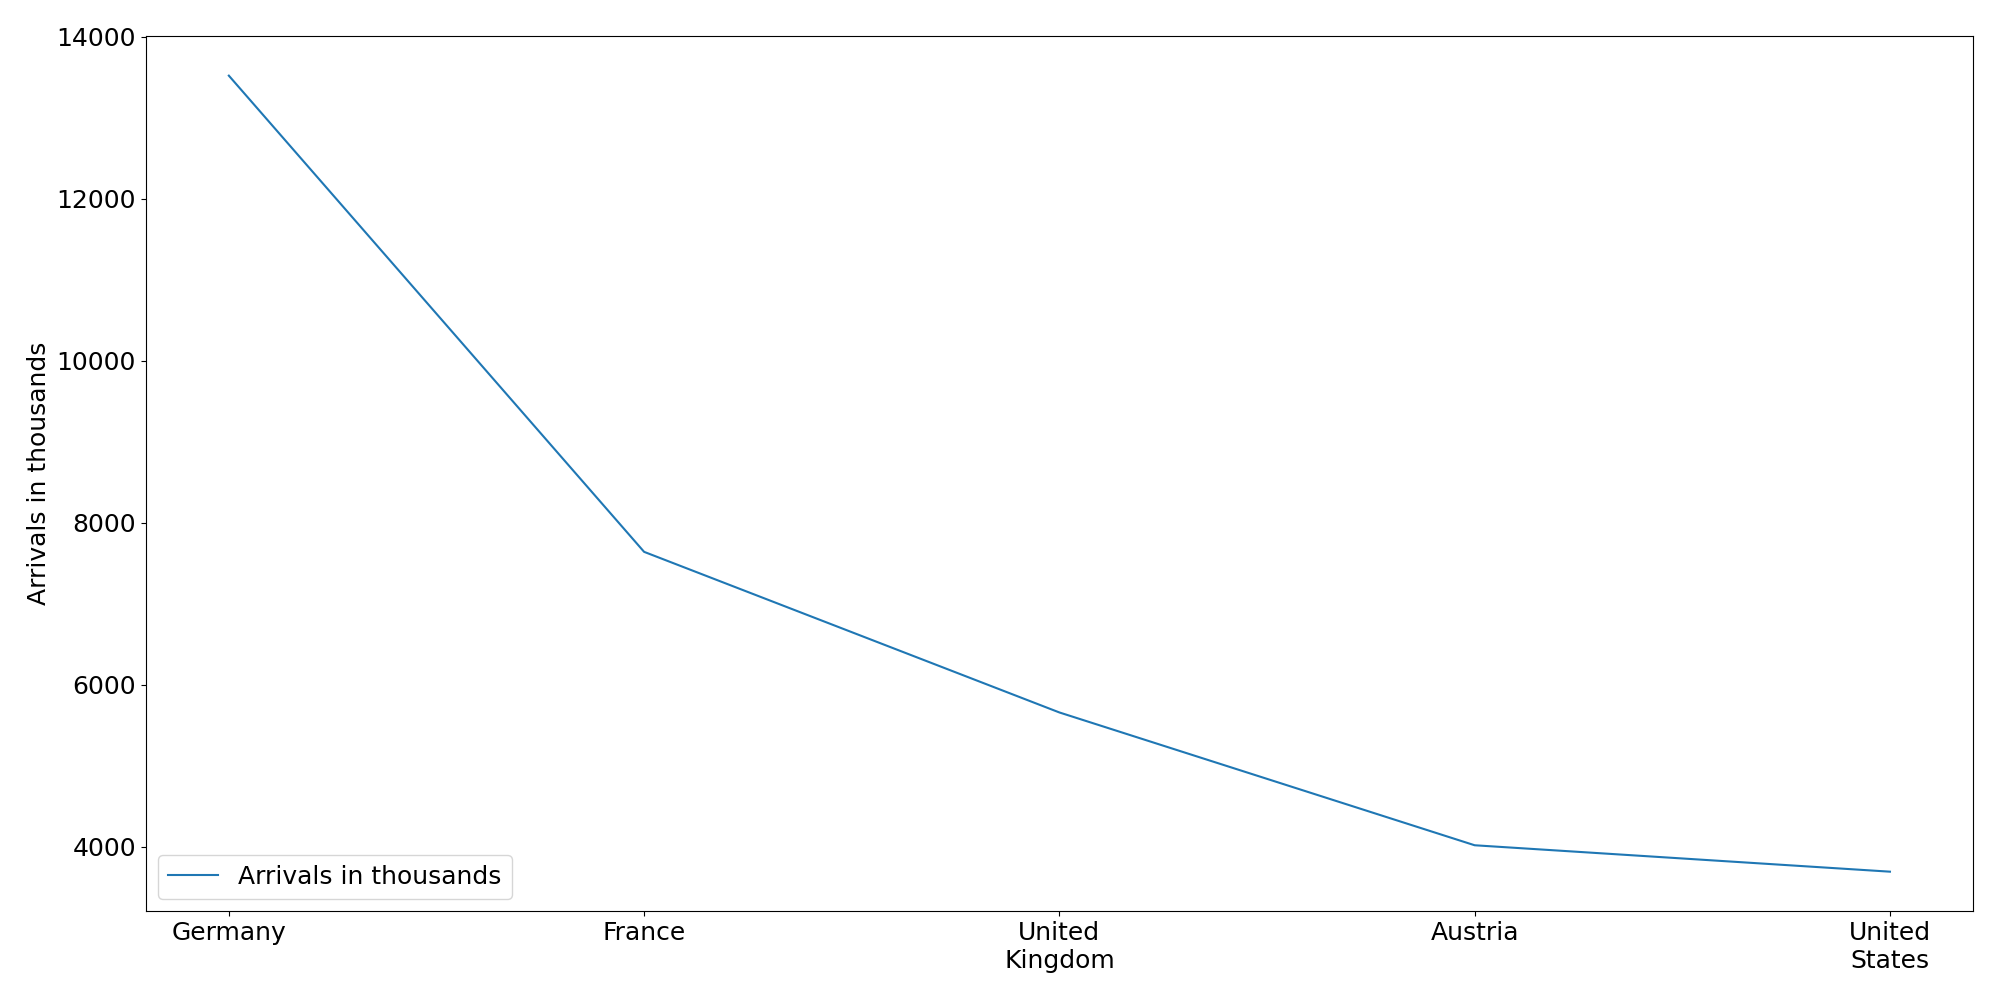 14000
12000
10000
8000
6000
4000
Arrivals in thousands
Arrivals in thousands
Germany
France
United
Kingdom
Austria
United
States